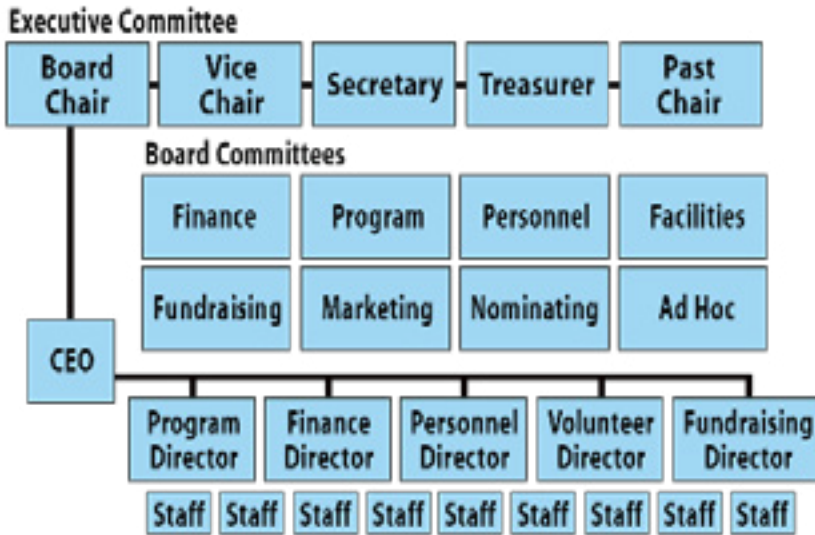 Executive Committee
Board Chair
Vice Chair
Secretary
Treasurer
Past Chair
Board Committees
Finance
Program
Personnel
Facilities
Fundraising
Marketing
Nominating
Ad Hoc
CEO
Program Director
Finance Director
Personnel Director
Volunteer Director
Fundraising Director
Staff
Staff
Staff
Staff
Staff
Staff
Staff
Staff
Staff